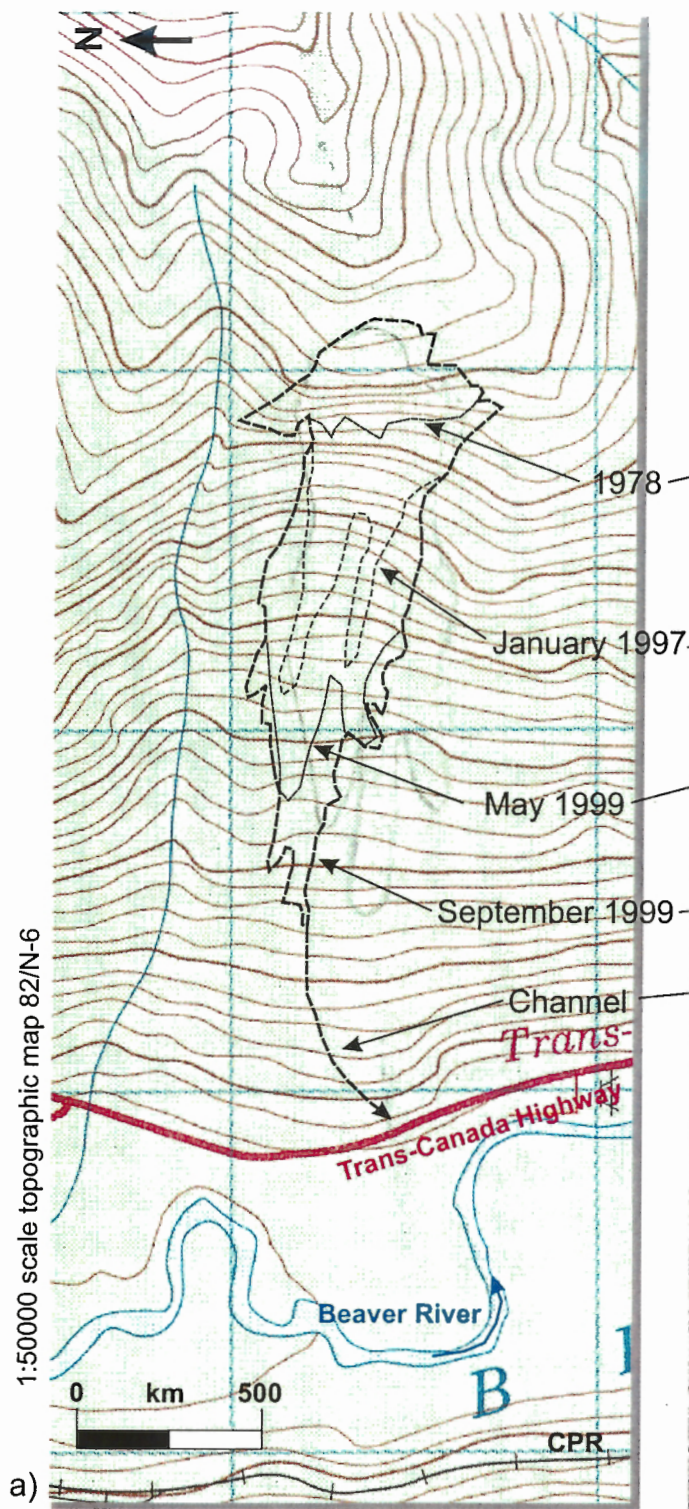 N
1978
January 1997
May 1999
September 1999
Channel
Trans-
Trans-Canada Highway
Beaver River
B
0 km 500
CPR
1:50000 scale topographic map 82/N-6
a)